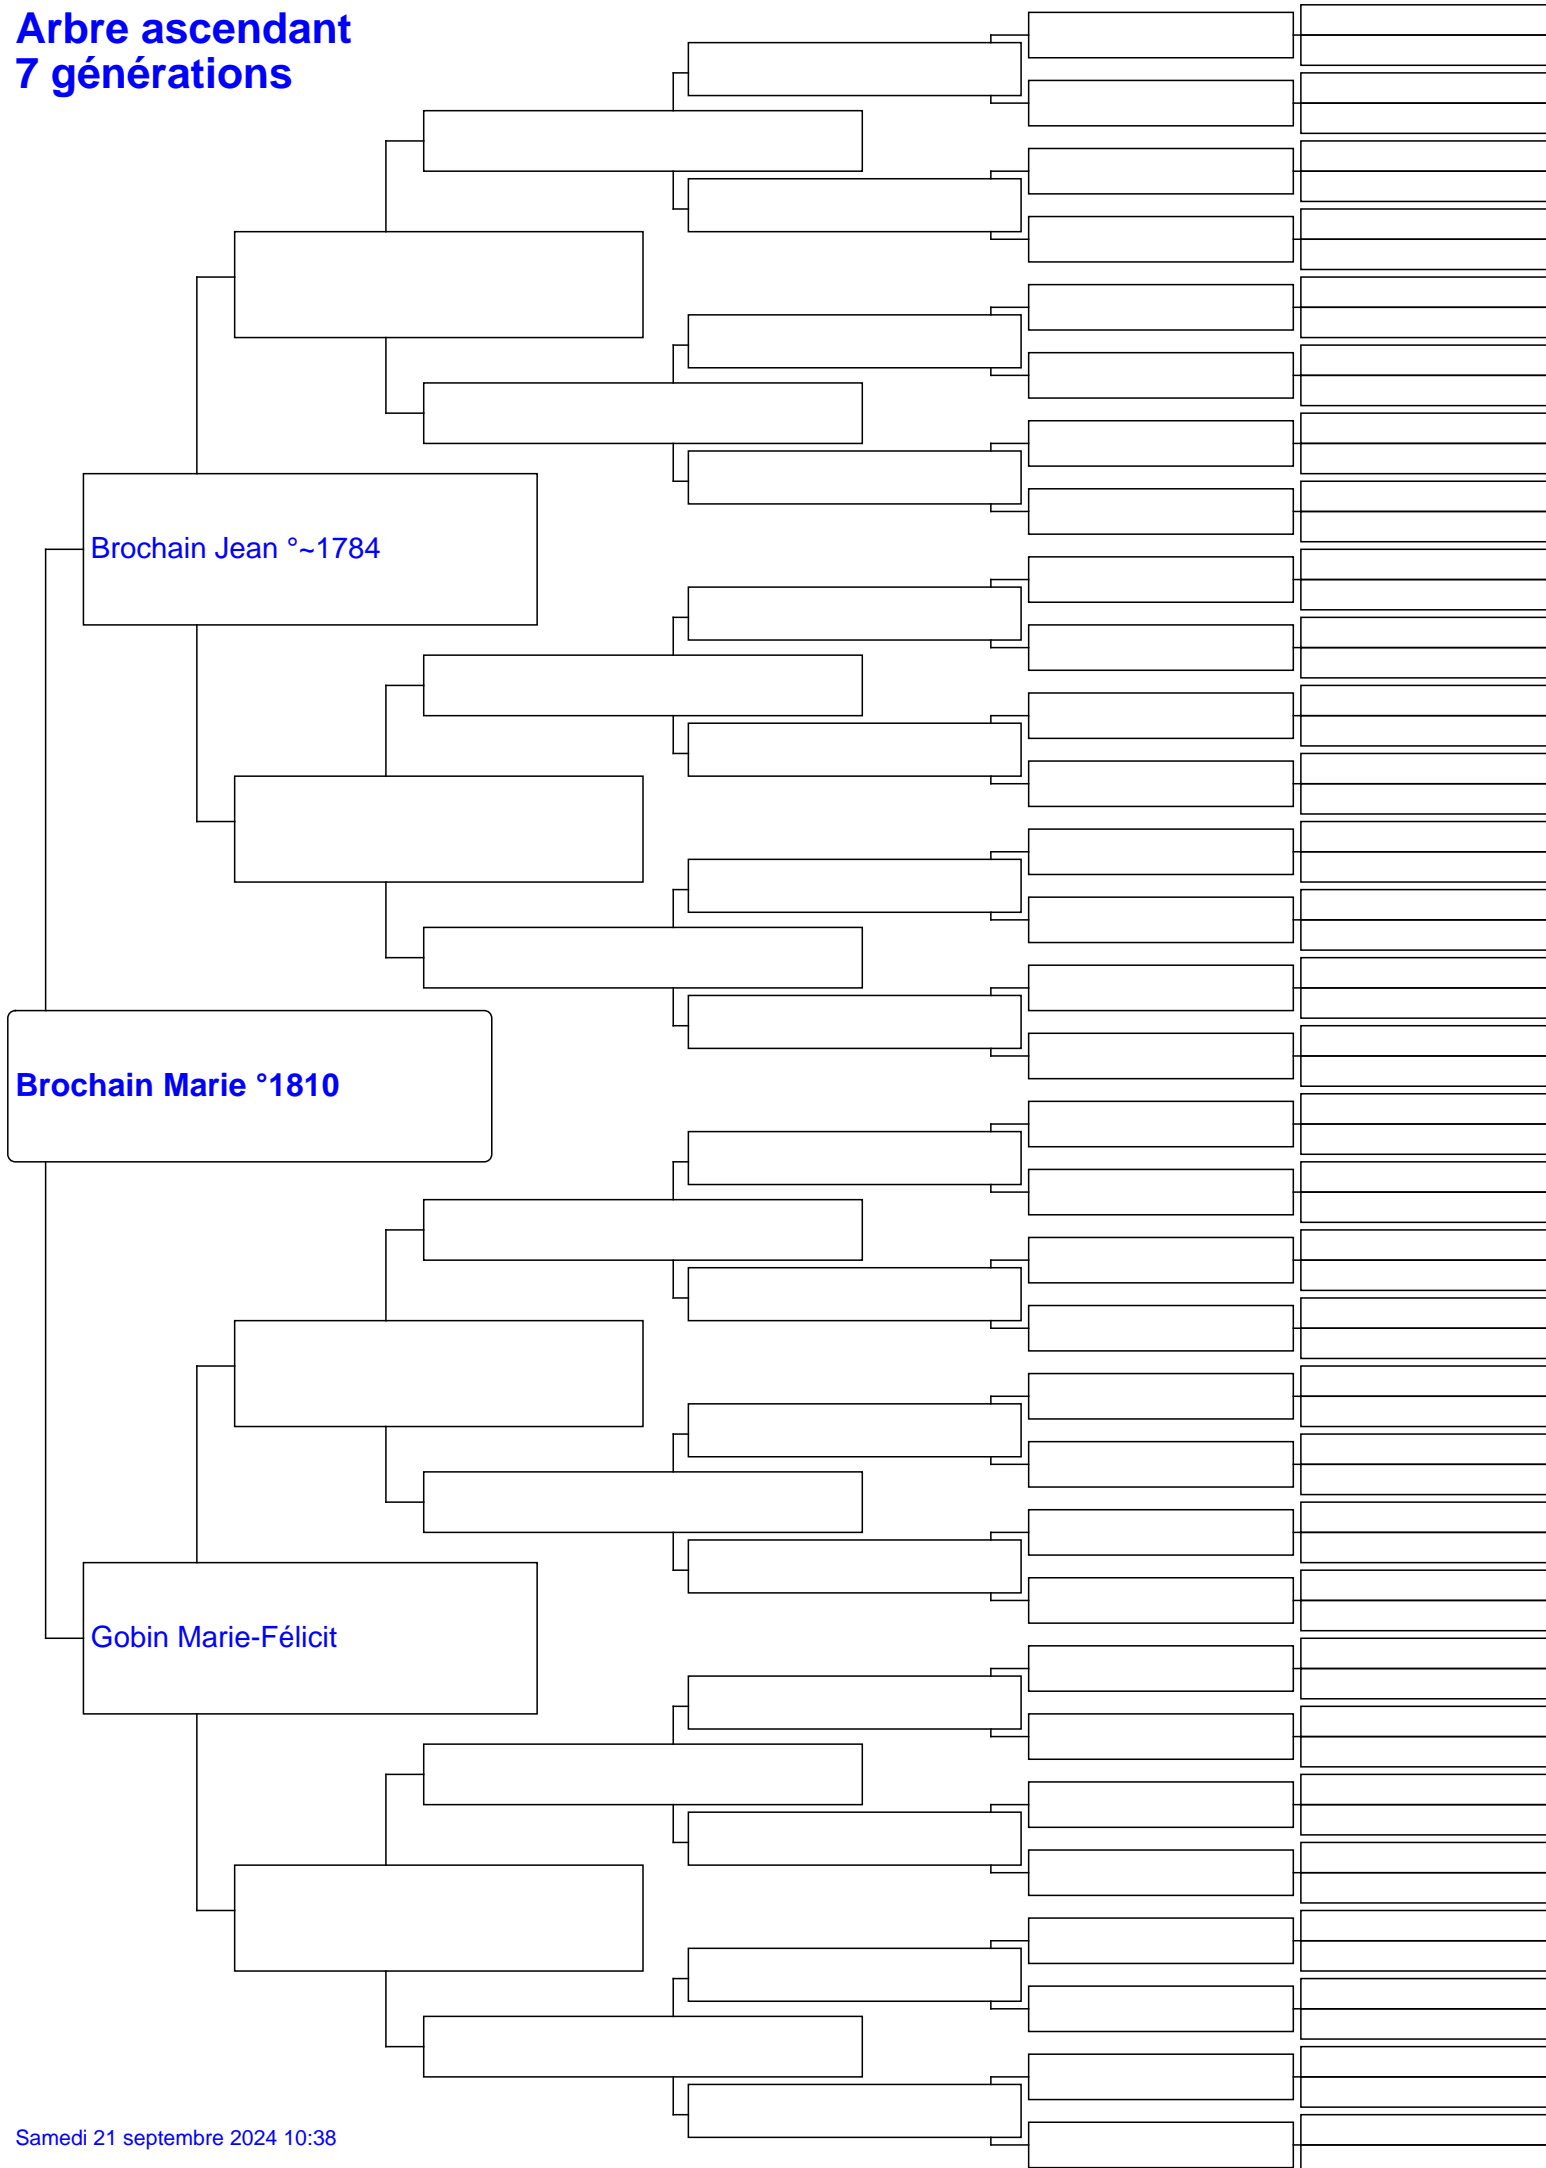 Arbre ascendant
7 générations
Brochain Jean °~1784
Brochain Marie °1810
Gobin Marie-Félicit
Samedi 21 septembre 2024 10:38